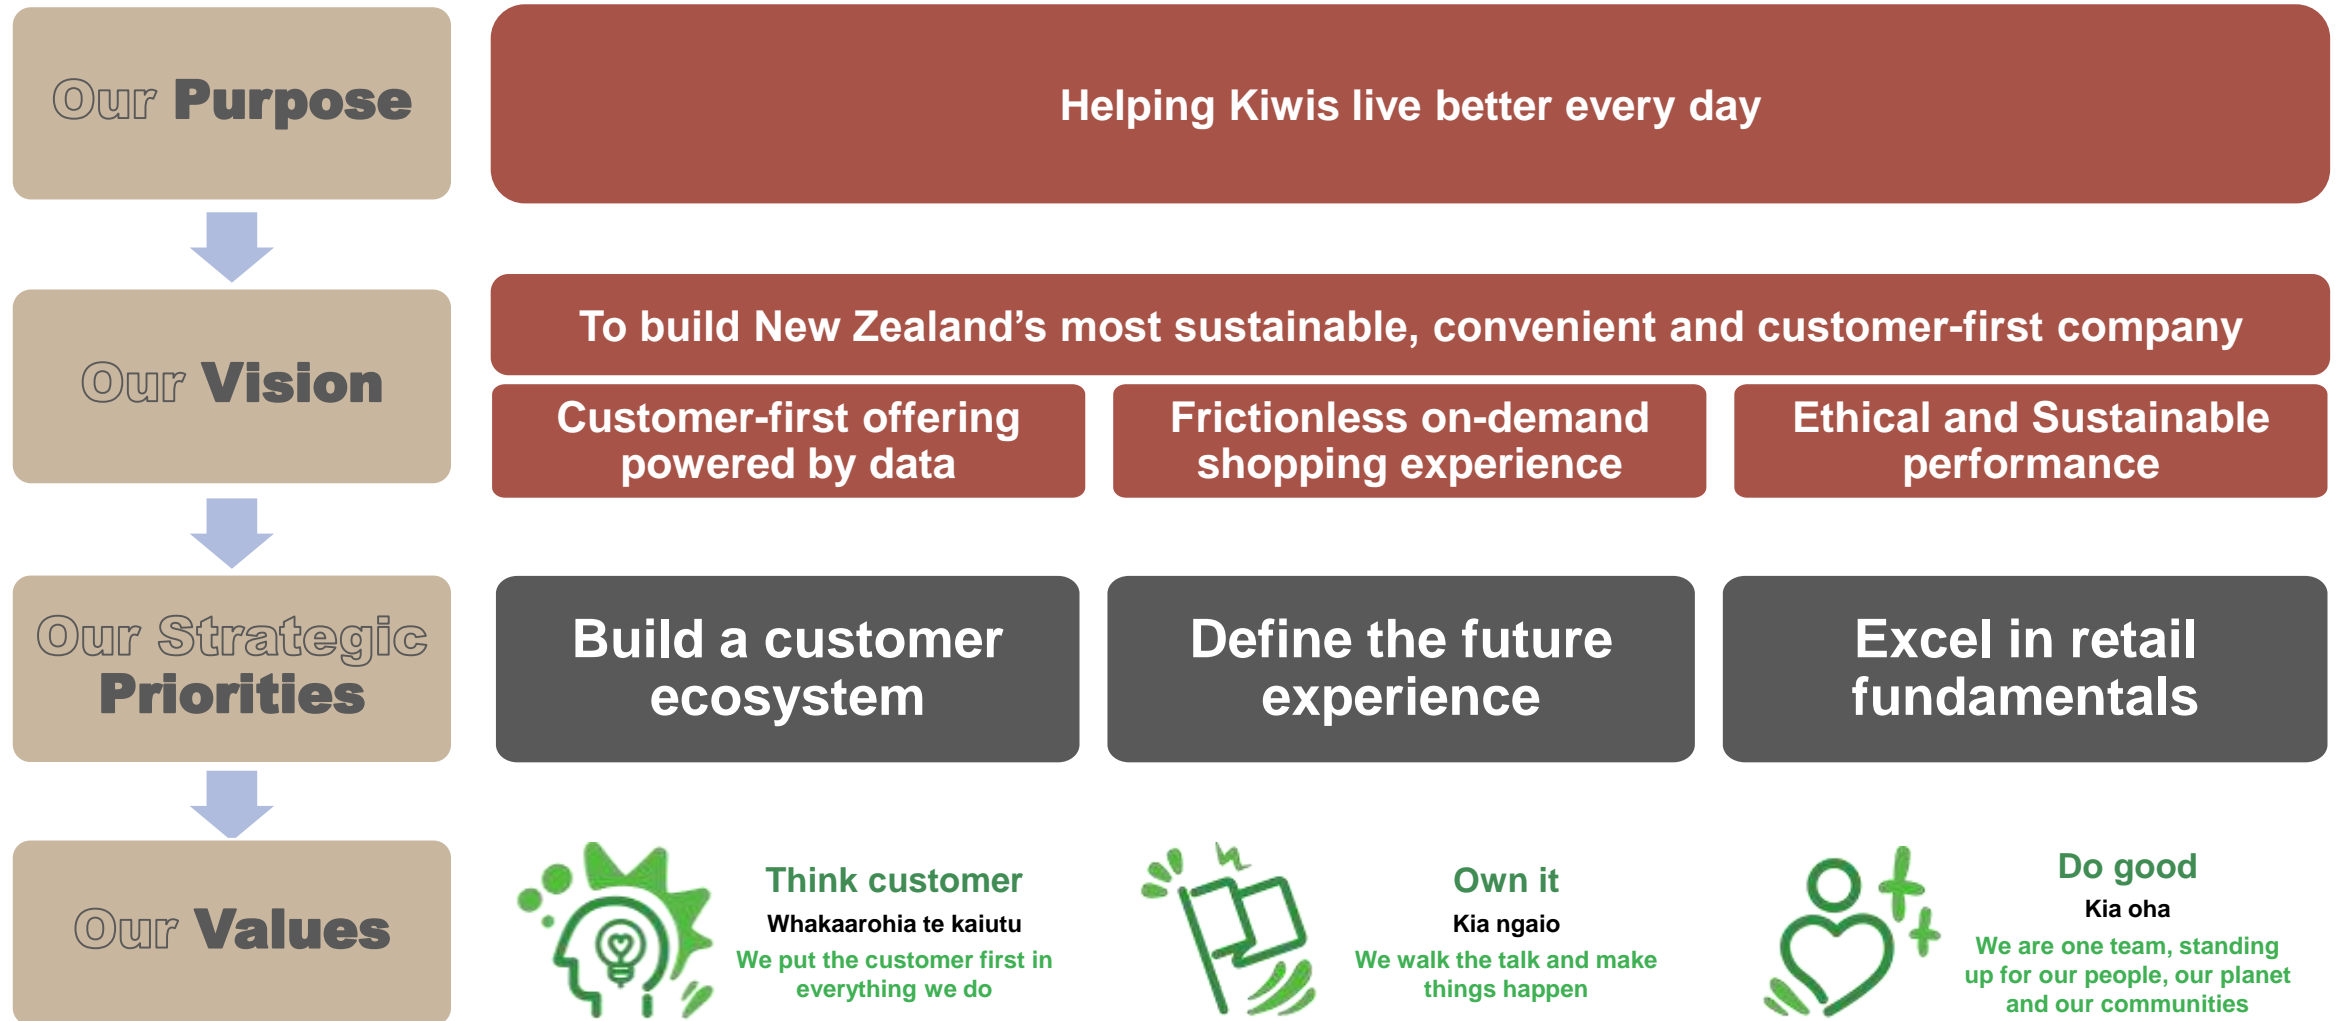 Our Purpose
Helping Kiwis live better every day
Our Vision
To build New Zealand’s most sustainable, convenient and customer-first company
Customer-first offering
powered by data
Frictionless on-demand
shopping experience
Ethical and Sustainable
performance
Our Strategic
Priorities
Build a customer
ecosystem
Define the future
experience
Excel in retail
fundamentals
Our Values
Think customer
Whakaarohia te kaiutu
We put the customer first in
everything we do
Own it
Kia ngaio
We walk the talk and make
things happen
Do good
Kia oha
We are one team, standing
up for our people, our planet
and our communities